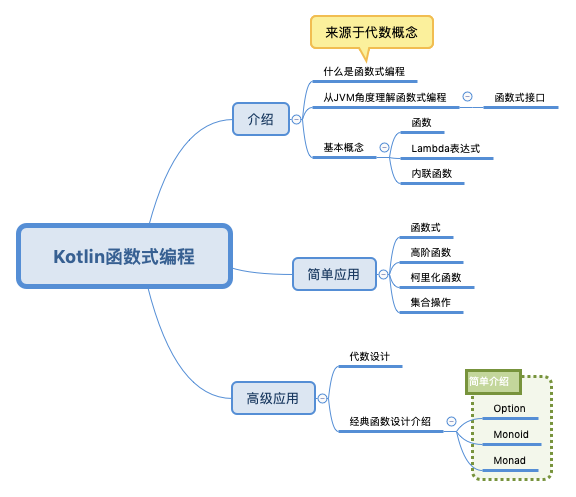 来源于代数概念
什么是函数式编程
从JVM角度理解函数式编程
函数式接口
介绍
函数
基本概念
Lambda表达式
内联函数
Kotlin函数式编程
函数式
高阶函数
简单应用
柯里化函数
集合操作
代数设计
简单介绍
高级应用
Option
经典函数设计介绍
Monoid
Monad